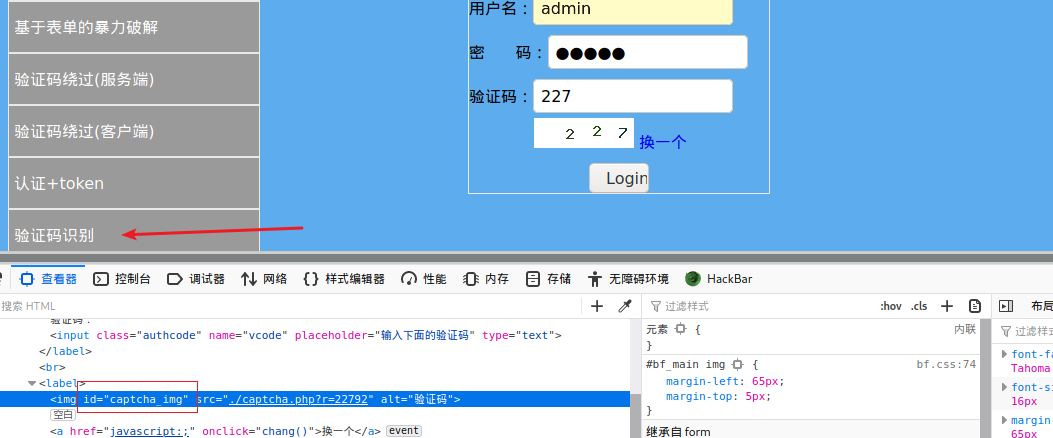 用户名：admin
基于表单的暴力破解
密 码：●●●●●
验证码绕过(服务端)
验证码：227
验证码绕过(客户端)
2 2 7 换一个
认证+token
Login
验证码识别
查看器 控制台 调试器 网络 样式编辑器 性能 内存 存储 无障碍环境 HackBar
搜索 HTML
过滤样式 :hov .cls 布局
验证码：
<input class="authcode" name="vcode" placeholder="输入下面的验证码" type="text">
</label>
<br>
<label>
<img id="captcha_img" src="./captcha.php?r=22792" alt="验证码">
空白
<a href="javascript:;" onclick="chang()">换一个</a> event
元素 { 内联
}
#bf_main img { bf.css:74
margin-left: 65px;
margin-top: 5px;
}
继承自 form
过滤样式
font-fa
Tahoma
font-si
16px
margin
65px